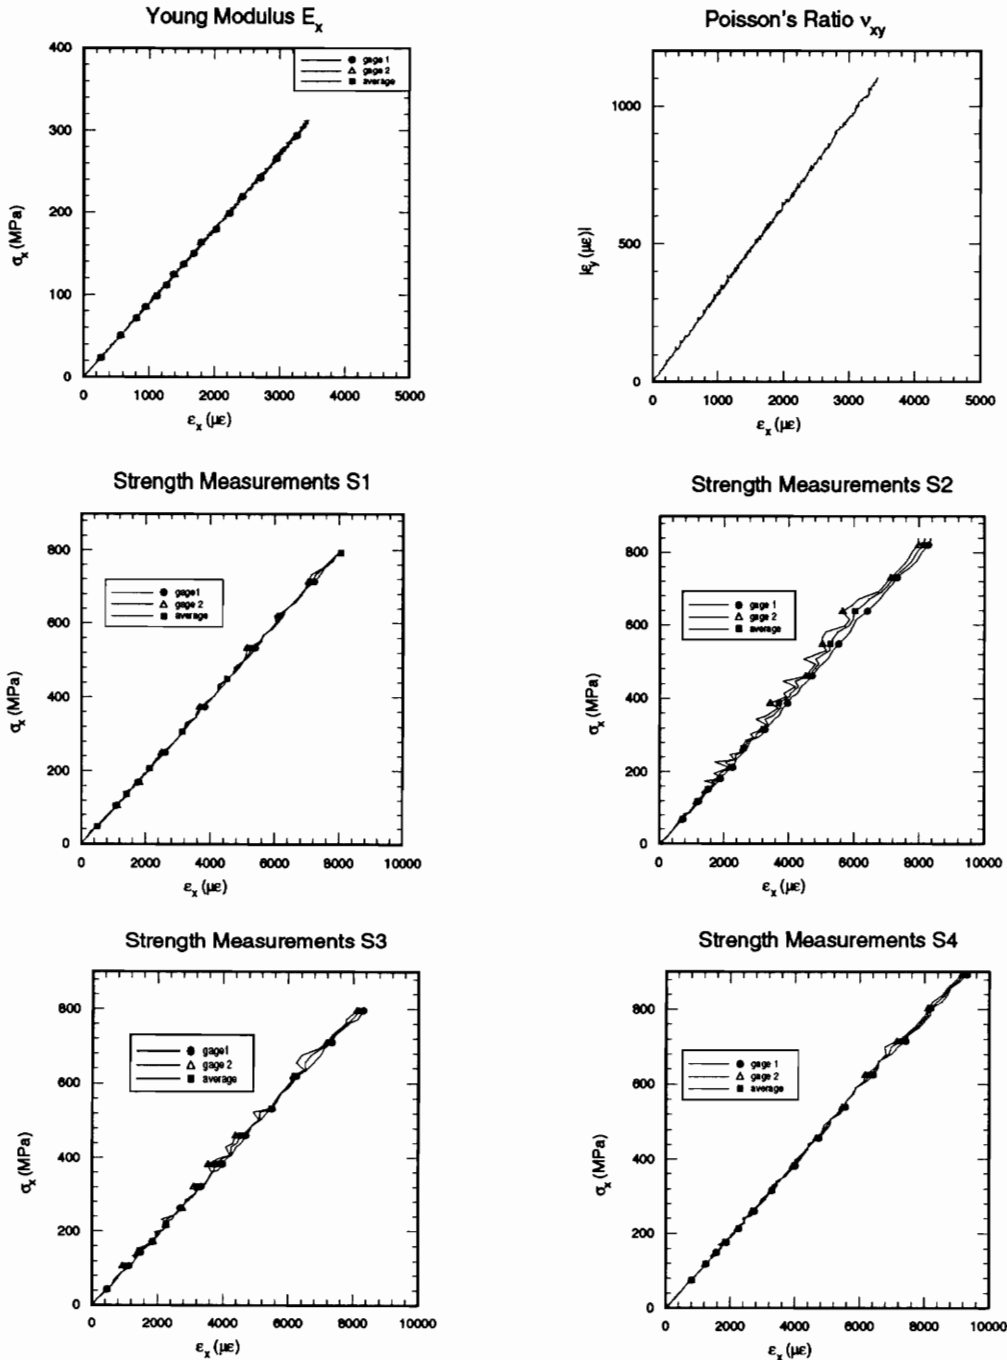 Young Modulus Eₓ
400
300
200
100
0
σₓ (MPa)
gage 1
gage 2
average
0 1000 2000 3000 4000 5000
εₓ (με)
Poisson's Ratio νxy
1000
500
0
|εy (με)|
0 1000 2000 3000 4000 5000
εₓ (με)
Strength Measurements S1
800
600
400
200
0
σₓ (MPa)
gage1
gage 2
average
0 2000 4000 6000 8000 10000
εₓ (με)
Strength Measurements S2
800
600
400
200
0
σₓ (MPa)
gage 1
gage 2
average
0 2000 4000 6000 8000 10000
εₓ (με)
Strength Measurements S3
800
600
400
200
0
σₓ (MPa)
gage1
gage 2
average
0 2000 4000 6000 8000 10000
εₓ (με)
Strength Measurements S4
800
600
400
200
0
σₓ (MPa)
gage 1
gage 2
average
0 2000 4000 6000 8000 10000
εₓ (με)